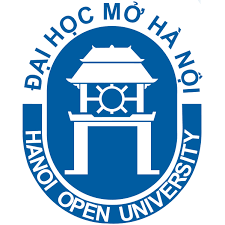 ĐẠI HỌC MỞ HÀ NỘI
HANOI OPEN UNIVERSITY